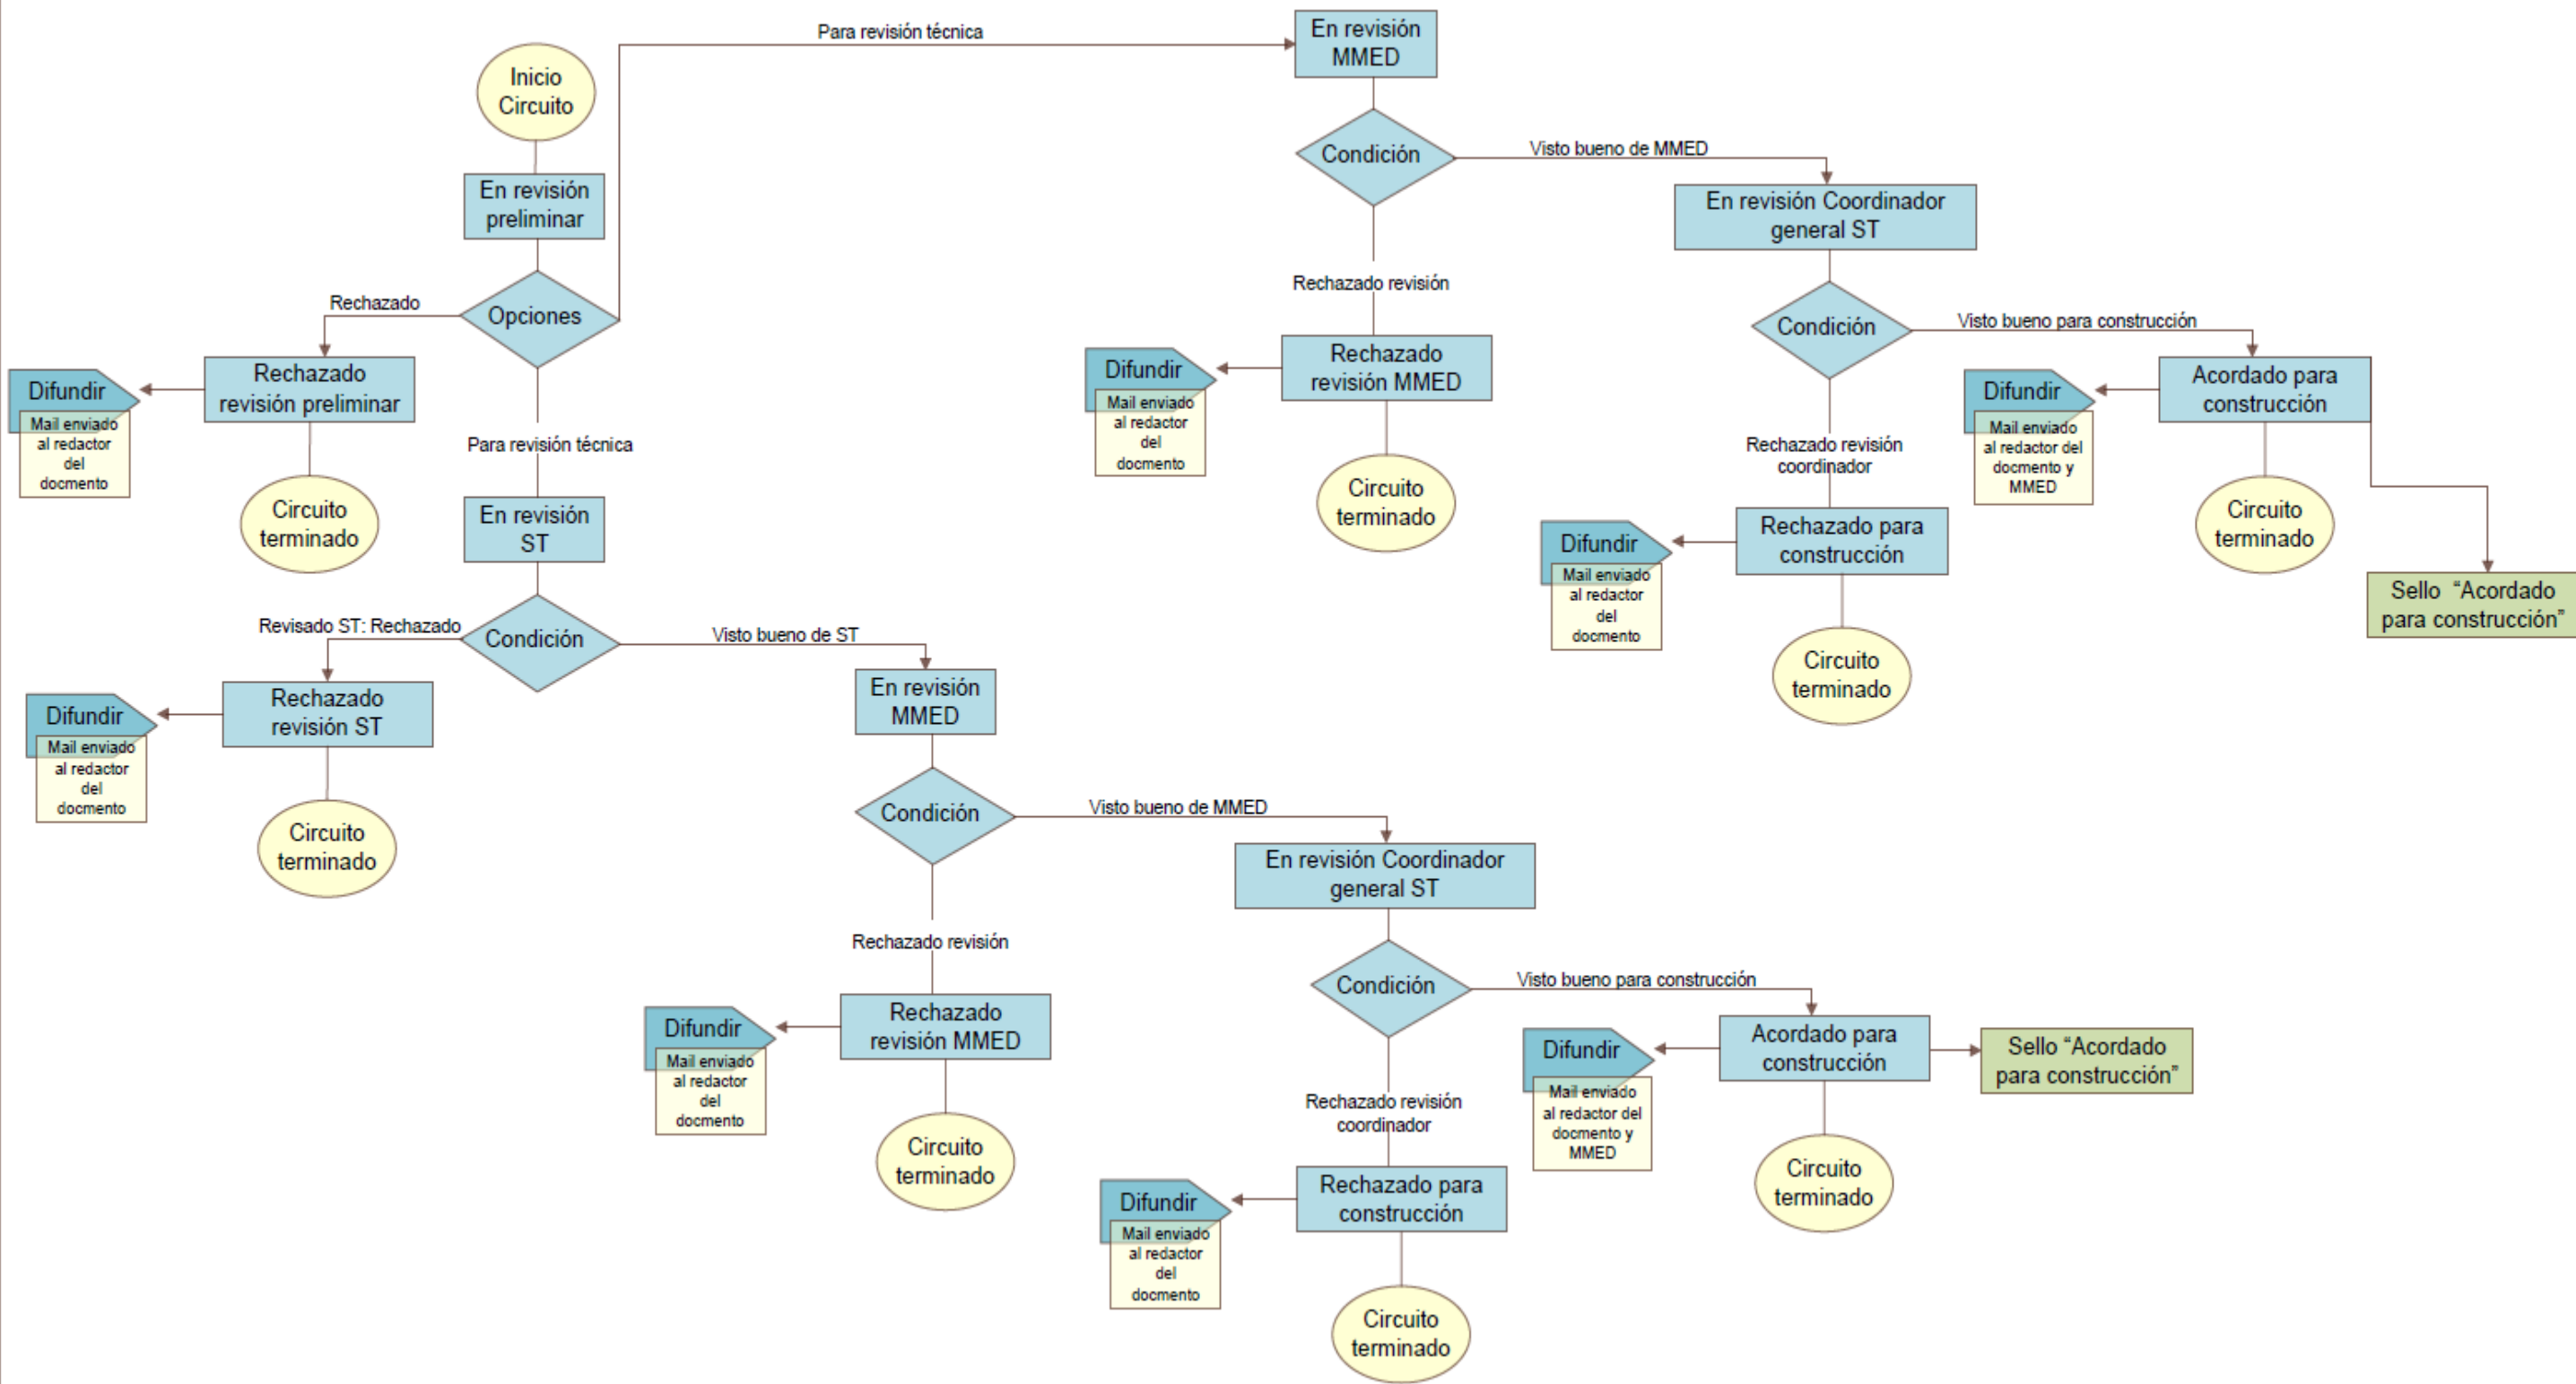 Para revisión técnica
En revisión
MMED
Inicio
Circuito
Condición
Visto bueno de MMED
En revisión
preliminar
En revisión Coordinador
general ST
Rechazado revisión
Rechazado
Opciones
Condición
Visto bueno para construcción
Rechazado
revisión preliminar
Difundir
Mail enviado
al redactor
del
docmento
Rechazado
revisión MMED
Difundir
Mail enviado
al redactor
del
docmento
Acordado para
construcción
Difundir
Mail enviado
al redactor del
docmento y
MMED
Para revisión técnica
Rechazado revisión
coordinador
Circuito
terminado
Circuito
terminado
Circuito
terminado
En revisión
ST
Rechazado para
construcción
Difundir
Mail enviado
al redactor
del
docmento
Sello “Acordado
para construcción”
Revisado ST: Rechazado
Condición
Visto bueno de ST
Circuito
terminado
Rechazado
revisión ST
Difundir
Mail enviado
al redactor
del
docmento
En revisión
MMED
Circuito
terminado
Condición
Visto bueno de MMED
En revisión Coordinador
general ST
Rechazado revisión
Condición
Visto bueno para construcción
Rechazado
revisión MMED
Difundir
Mail enviado
al redactor
del
docmento
Acordado para
construcción
Difundir
Mail enviado
al redactor del
docmento y
MMED
Sello “Acordado
para construcción”
Rechazado revisión
coordinador
Circuito
terminado
Circuito
terminado
Rechazado para
construcción
Difundir
Mail enviado
al redactor
del
docmento
Circuito
terminado